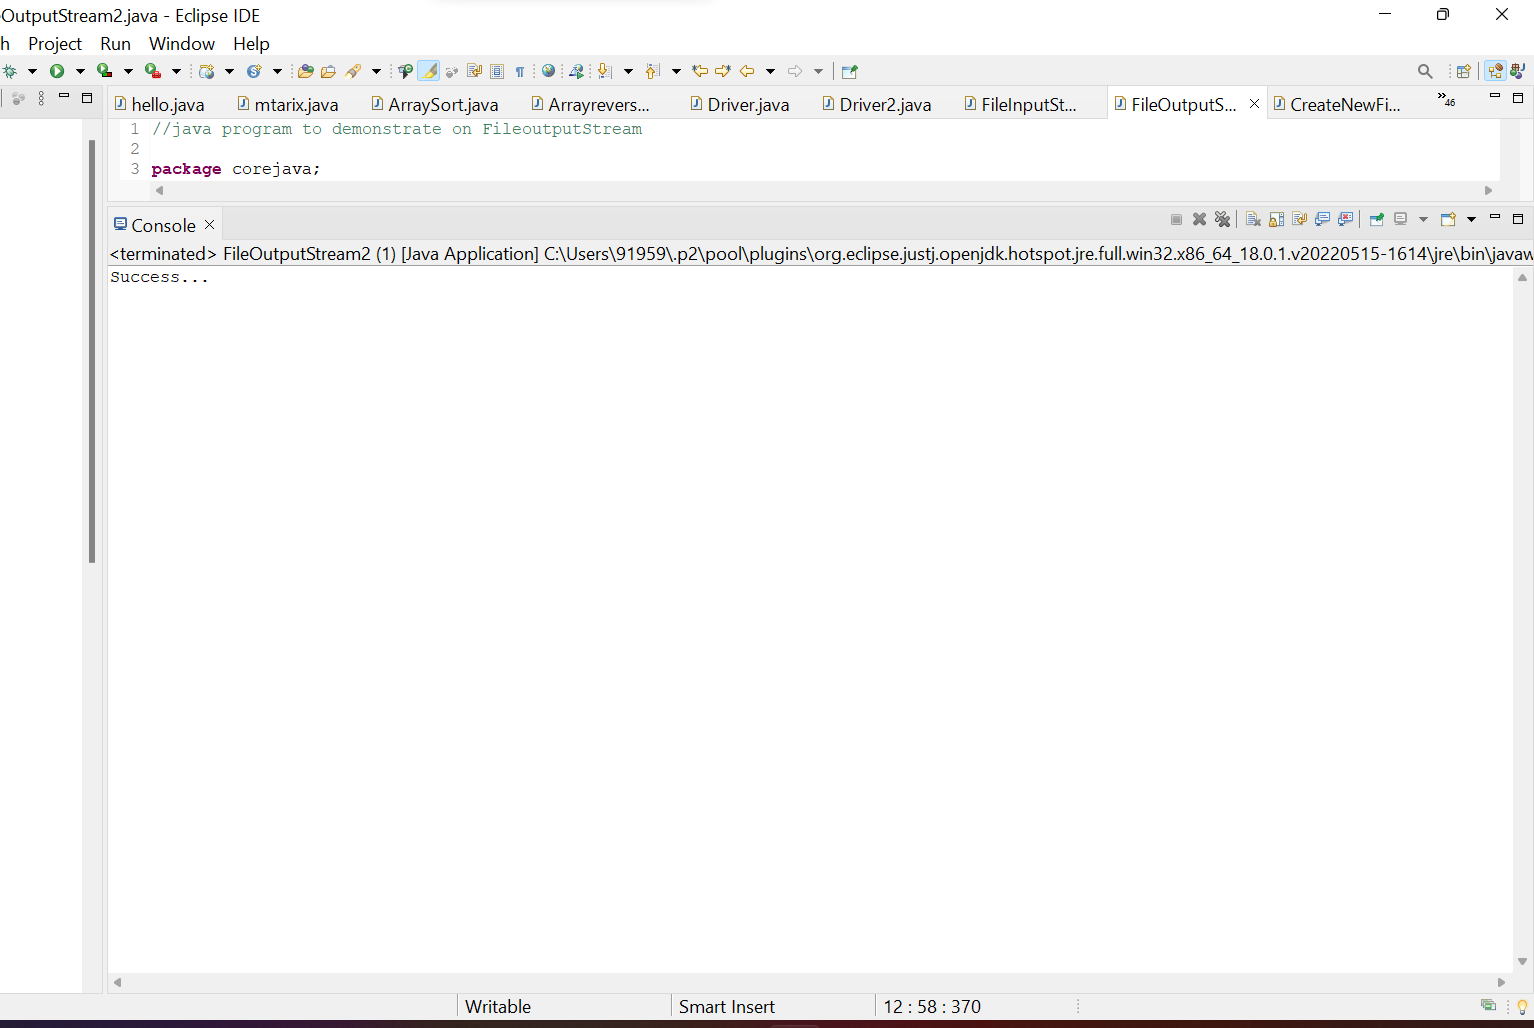 OutputStream2.java - Eclipse IDE
h Project Run Window Help
hello.java mtarix.java ArraySort.java Arrayrevers... Driver.java Driver2.java FileInputSt... FileOutputS... CreateNewFi... »46
1 //java program to demonstrate on FileoutputStream
2
3 package corejava;
Console
<terminated> FileOutputStream2 (1) [Java Application] C:\Users\91959\.p2\pool\plugins\org.eclipse.justj.openjdk.hotspot.jre.full.win32.x86_64_18.0.1.v20220515-1614\jre\bin\javaw
Success...
Writable Smart Insert 12 : 58 : 370